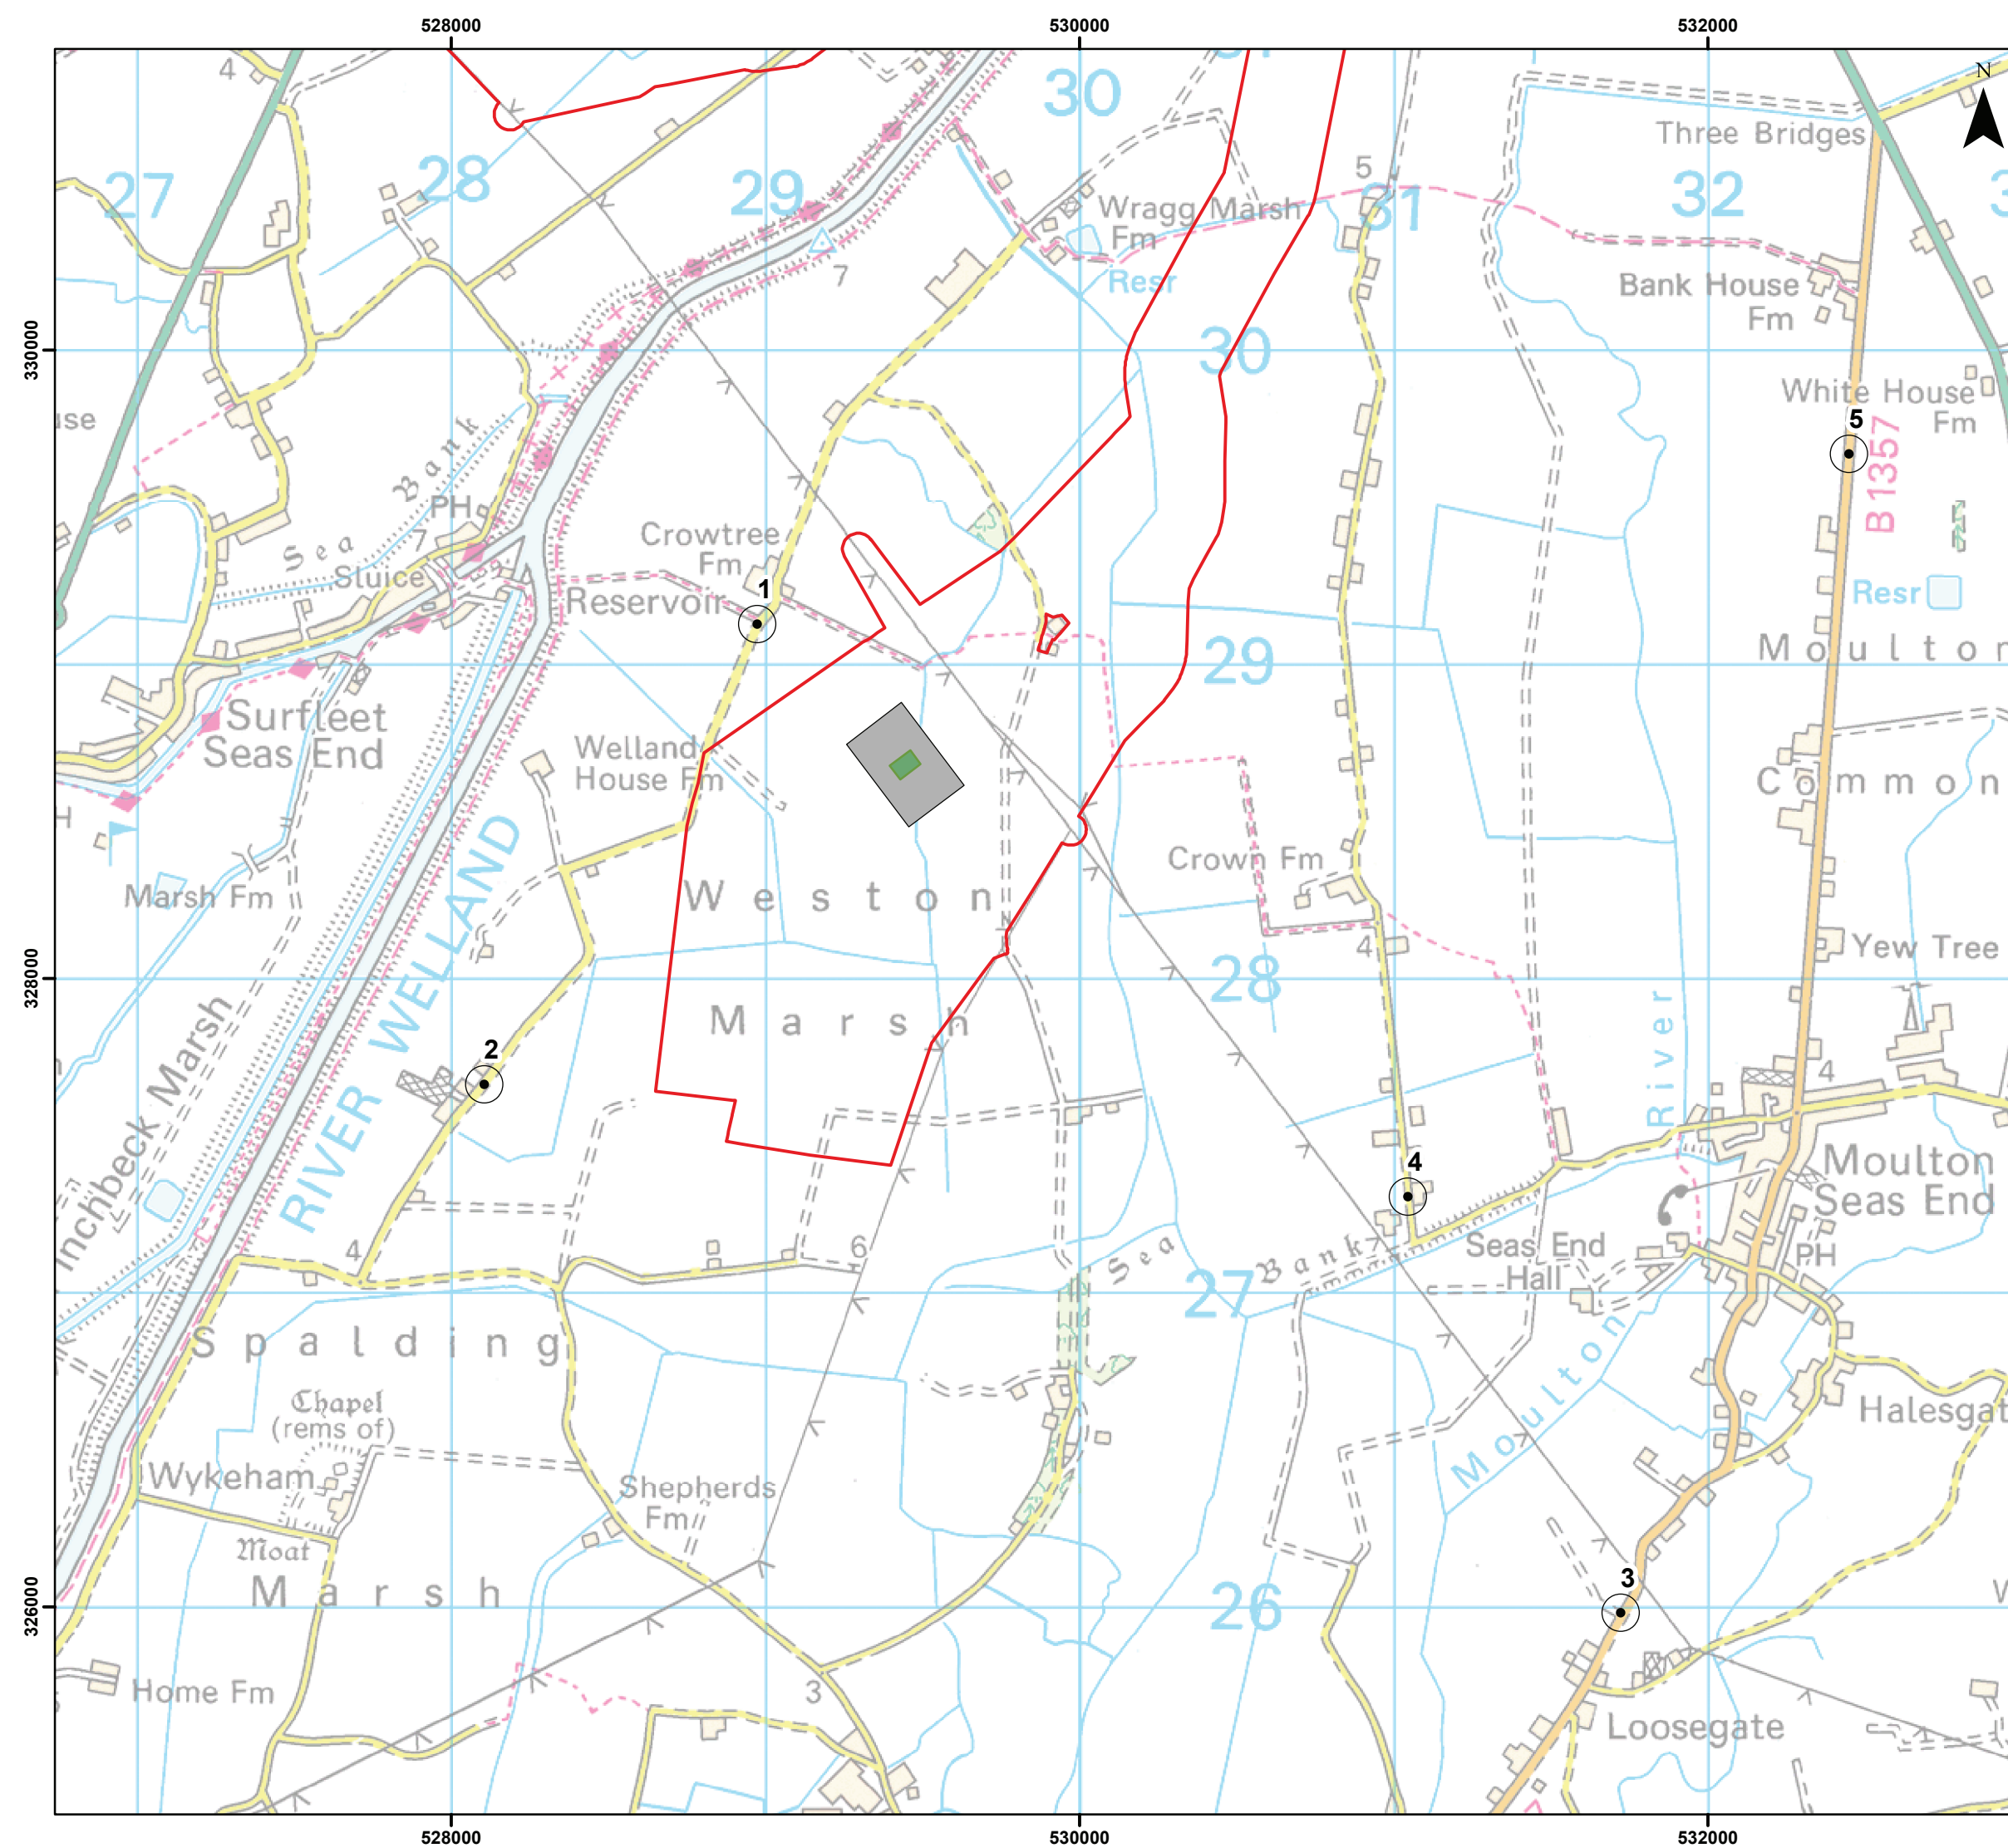 528000
530000
532000
N
4
30
Three Bridges
27
28
29
5
31
32
Wragg Marsh
Fm
Resr
7
Bank House
Fm
330000
30
White House
Fm
5
B 1357
Sea Bank
PH
7
Sluice
Crowtree
Fm
1
Reservoir
Resr
29
Moulton
Surfleet
Seas End
Welland
House Fm
Common
Marsh Fm
Crown Fm
Weston
4
Yew Tree
328000
28
Marsh
RIVER WELLAND
2
Inchbeck Marsh
River
4
Moulton
Seas End
4
PH
4
6
Sea Bank
Seas End
Hall
27
Spalding
Moulton
Chapel
(rems of)
Halesgat
Wykeham
Shepherds
Fm
Moat
Marsh
3
326000
26
Home Fm
3
Loosegate
528000
530000
532000